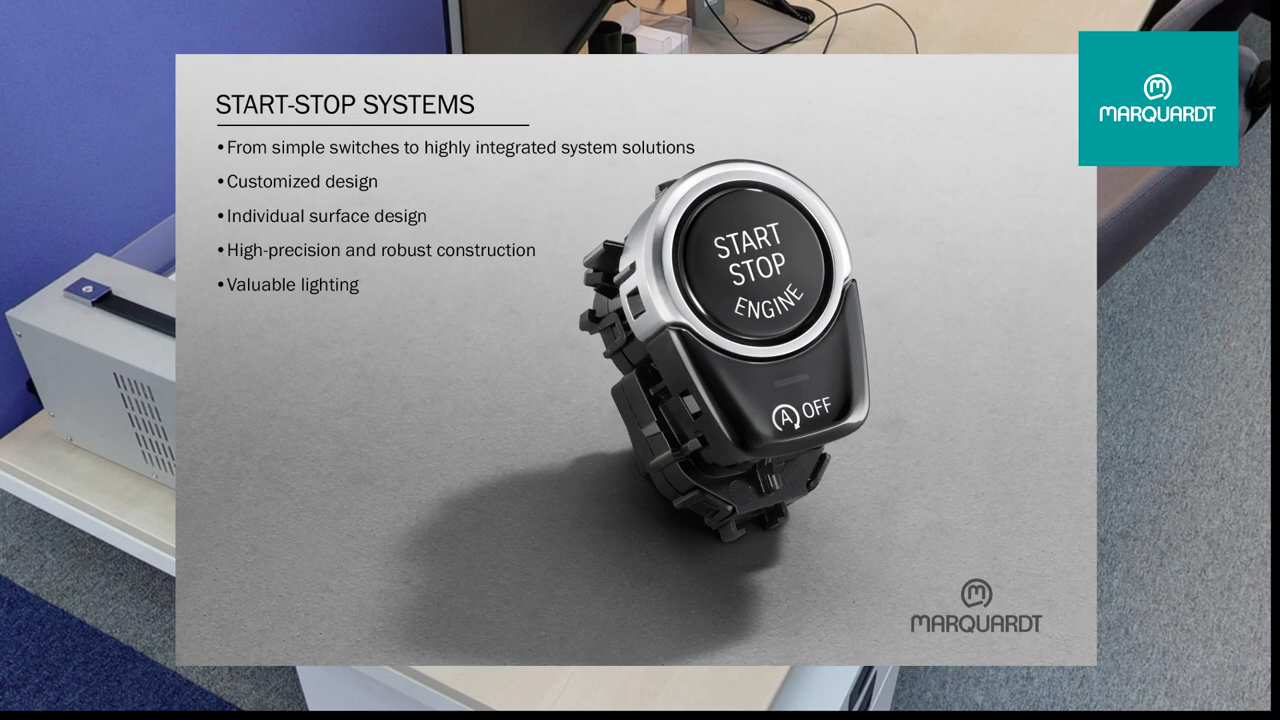 START-STOP SYSTEMS
• From simple switches to highly integrated system solutions
• Customized design
• Individual surface design
• High-precision and robust construction
• Valuable lighting
START
STOP
ENGINE
A OFF
MARQUARDT
MARQUARDT